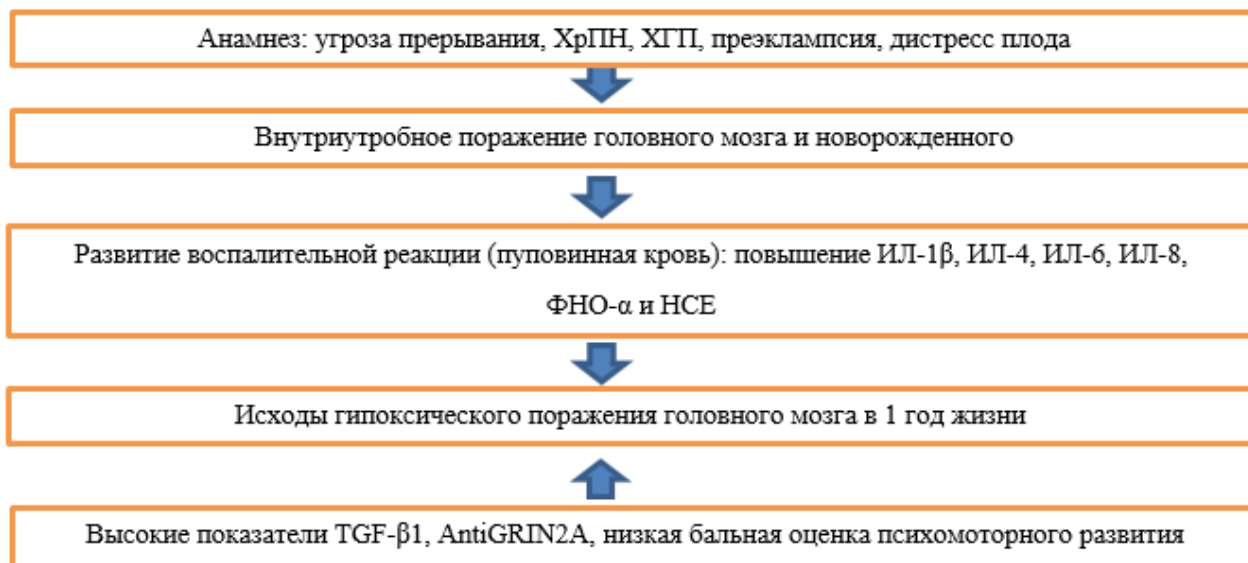 Анамнез: угроза прерывания, ХрПН, ХГП, преэклампсия, дистресс плода
Внутриутробное поражение головного мозга и новорожденного
Развитие воспалительной реакции (пуповинная кровь): повышение ИЛ-1β, ИЛ-4, ИЛ-6, ИЛ-8,
ФНО-α и НСЕ
Исходы гипоксического поражения головного мозга в 1 год жизни
Высокие показатели TGF-β1, AntiGRIN2A, низкая бальная оценка психомоторного развития